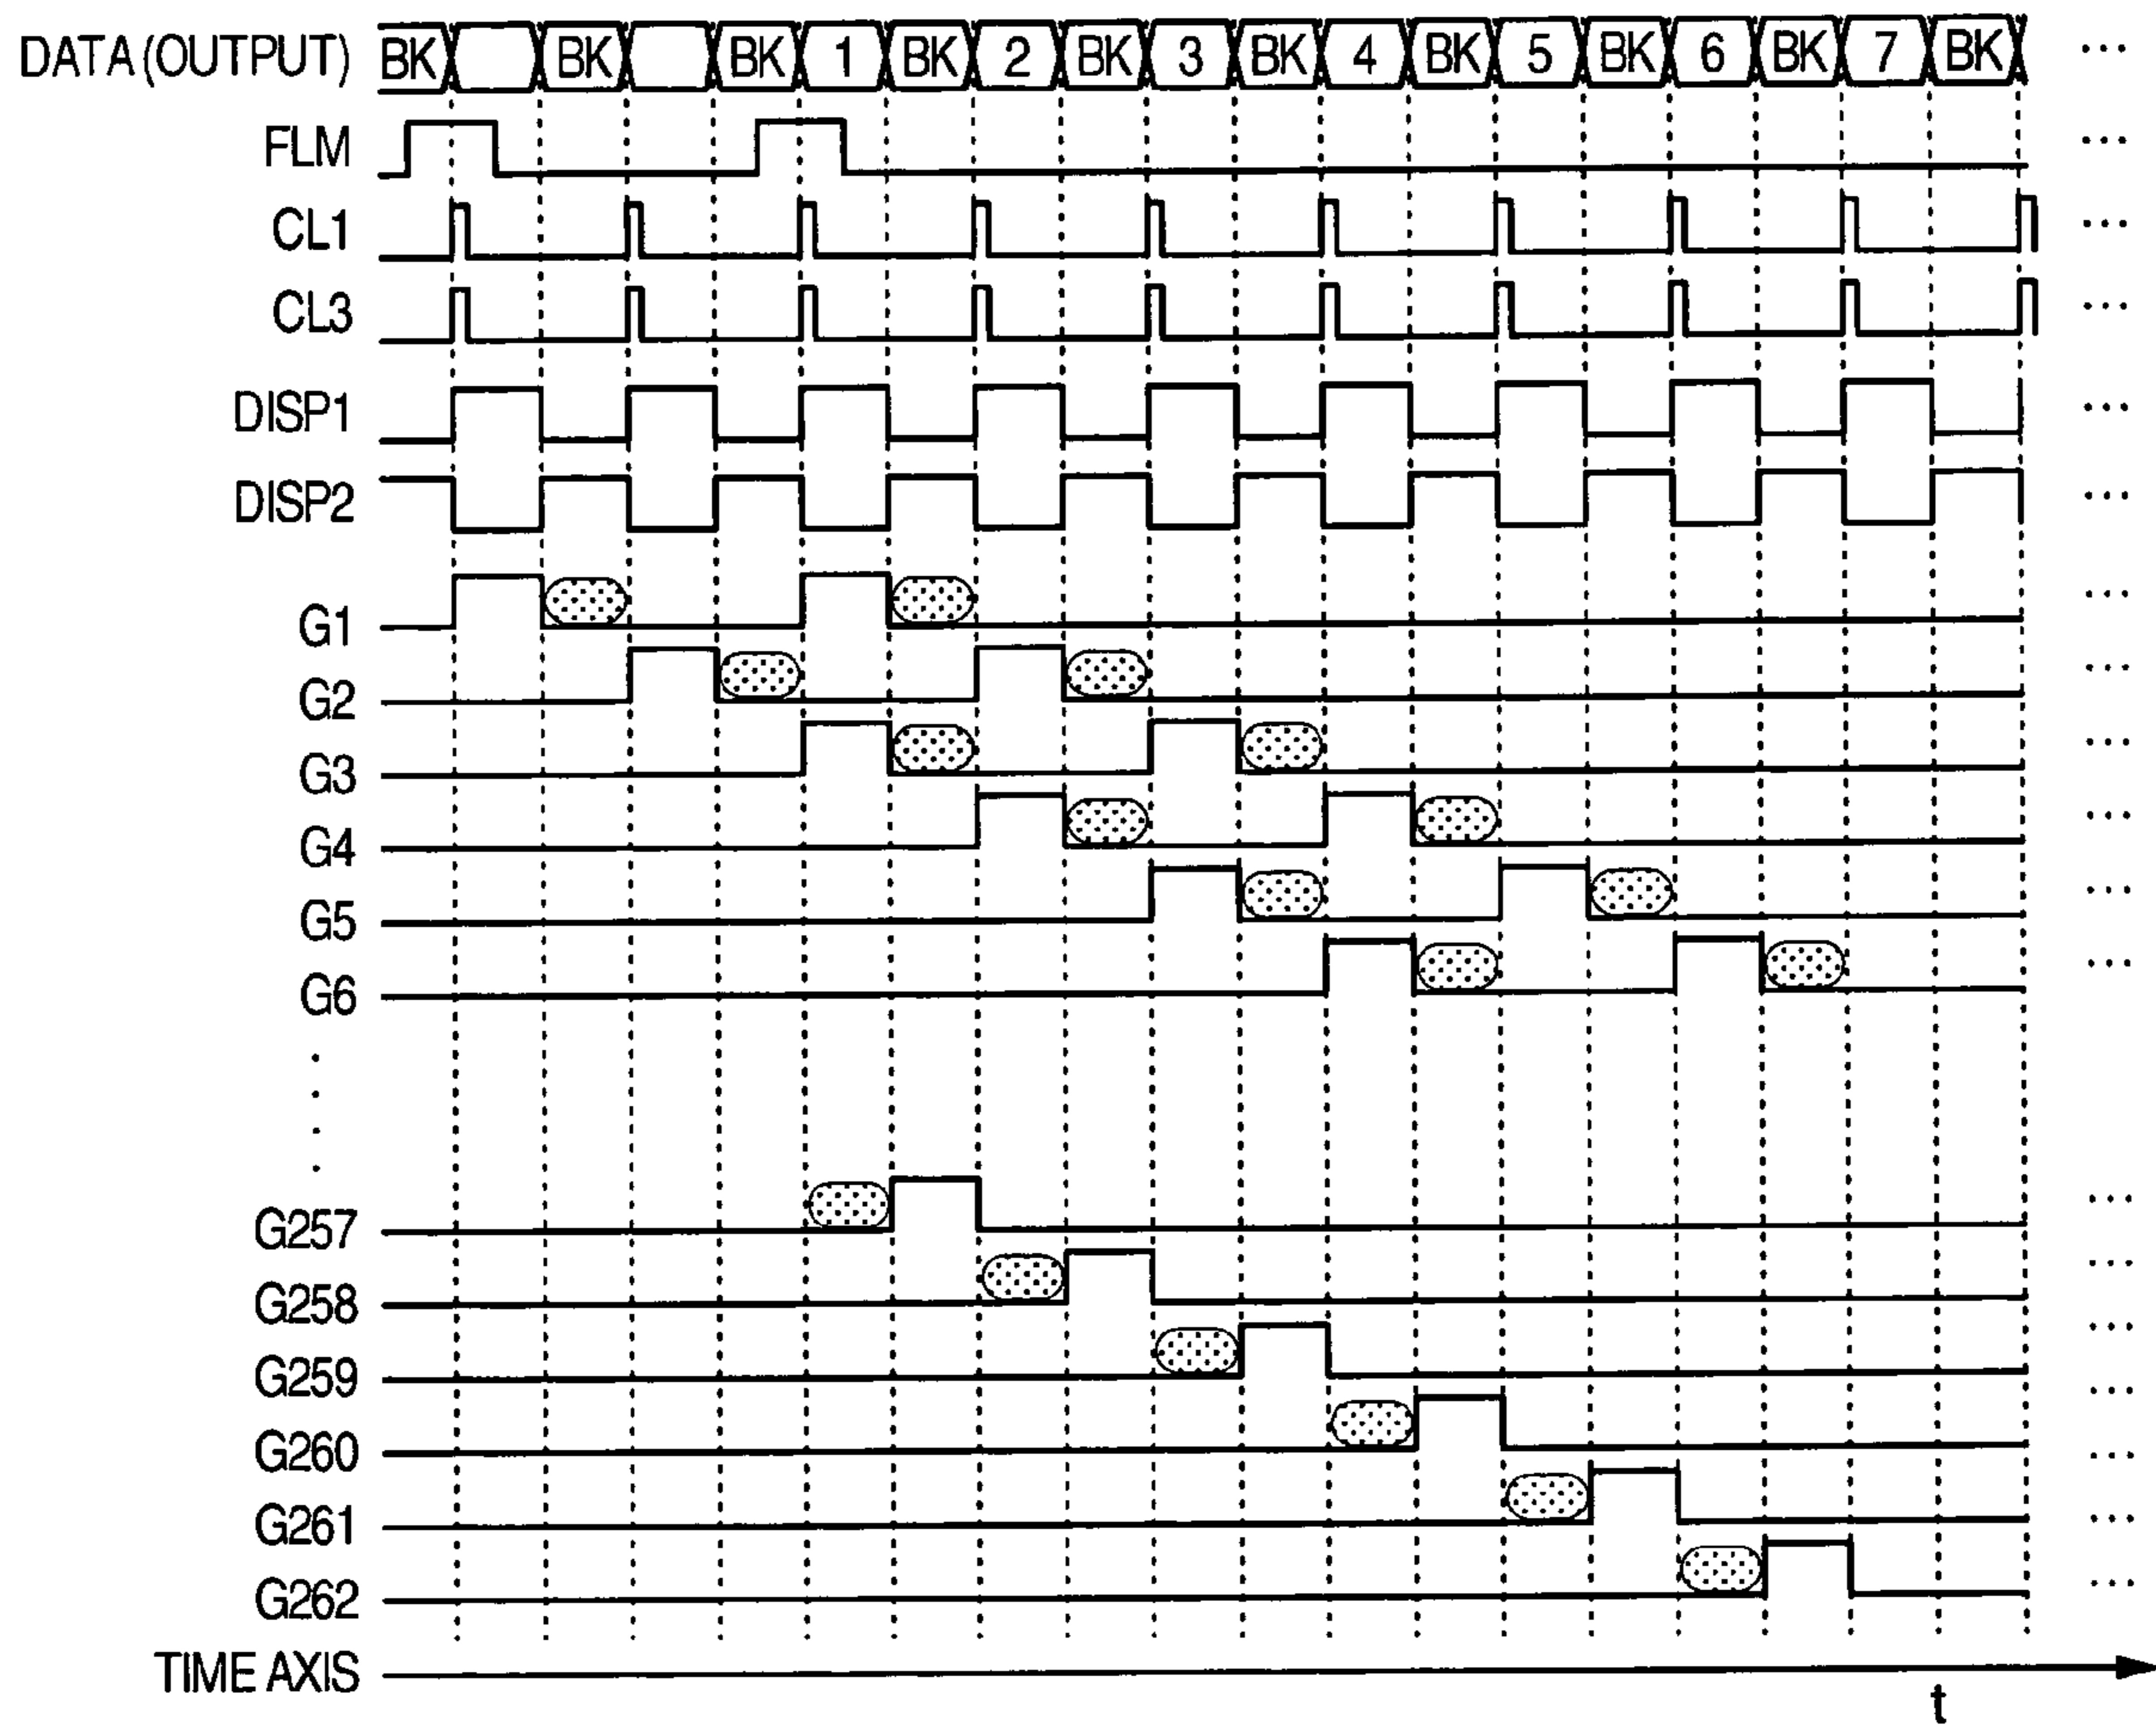 DATA(OUTPUT) BK BK BK 1 BK 2 BK 3 BK 4 BK 5 BK 6 BK 7 BK ...
FLM ...
CL1 ...
CL3 ...
DISP1 ...
DISP2 ...
G1 ...
G2 ...
G3 ...
G4 ...
G5 ...
G6 ...
G257 ...
G258 ...
G259 ...
G260 ...
G261 ...
G262 ...
TIME AXIS
t